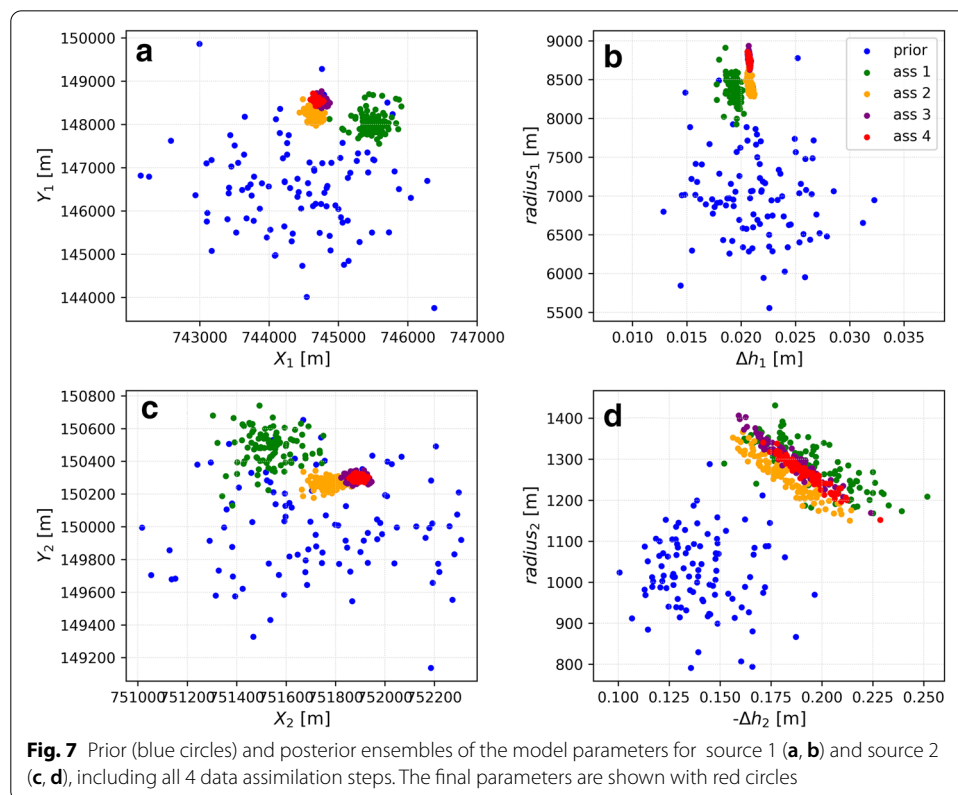 a
150000
149000
148000
147000
146000
145000
144000
Y1 [m]
743000
744000
745000
746000
747000
X1 [m]
b
9000
8500
8000
7500
7000
6500
6000
5500
radius1 [m]
0.010
0.015
0.020
0.025
0.030
0.035
Δh1 [m]
prior
ass 1
ass 2
ass 3
ass 4
c
150800
150600
150400
150200
150000
149800
149600
149400
149200
Y2 [m]
751000
751200
751400
751600
751800
752000
752200
X2 [m]
d
1400
1300
1200
1100
1000
900
800
radius2 [m]
0.100
0.125
0.150
0.175
0.200
0.225
0.250
-Δh2 [m]
Fig. 7 Prior (blue circles) and posterior ensembles of the model parameters for source 1 (a, b) and source 2
(c, d), including all 4 data assimilation steps. The final parameters are shown with red circles